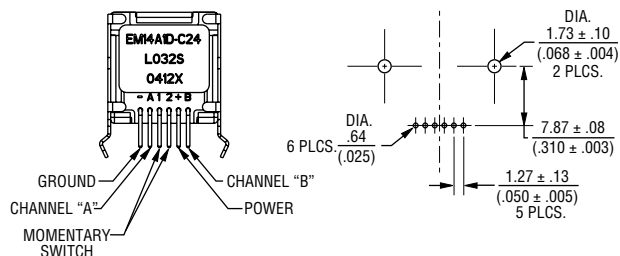 EM14A1D-C24
L032S
0412X
- A 1 2 + B
GROUND
CHANNEL "A"
MOMENTARY
SWITCH
CHANNEL "B"
POWER
DIA.
1.73 ± .10
(.068 ± .004)
2 PLCS.
DIA.
6 PLCS. .64
(.025)
7.87 ± .08
(.310 ± .003)
1.27 ± .13
(.050 ± .005)
5 PLCS.